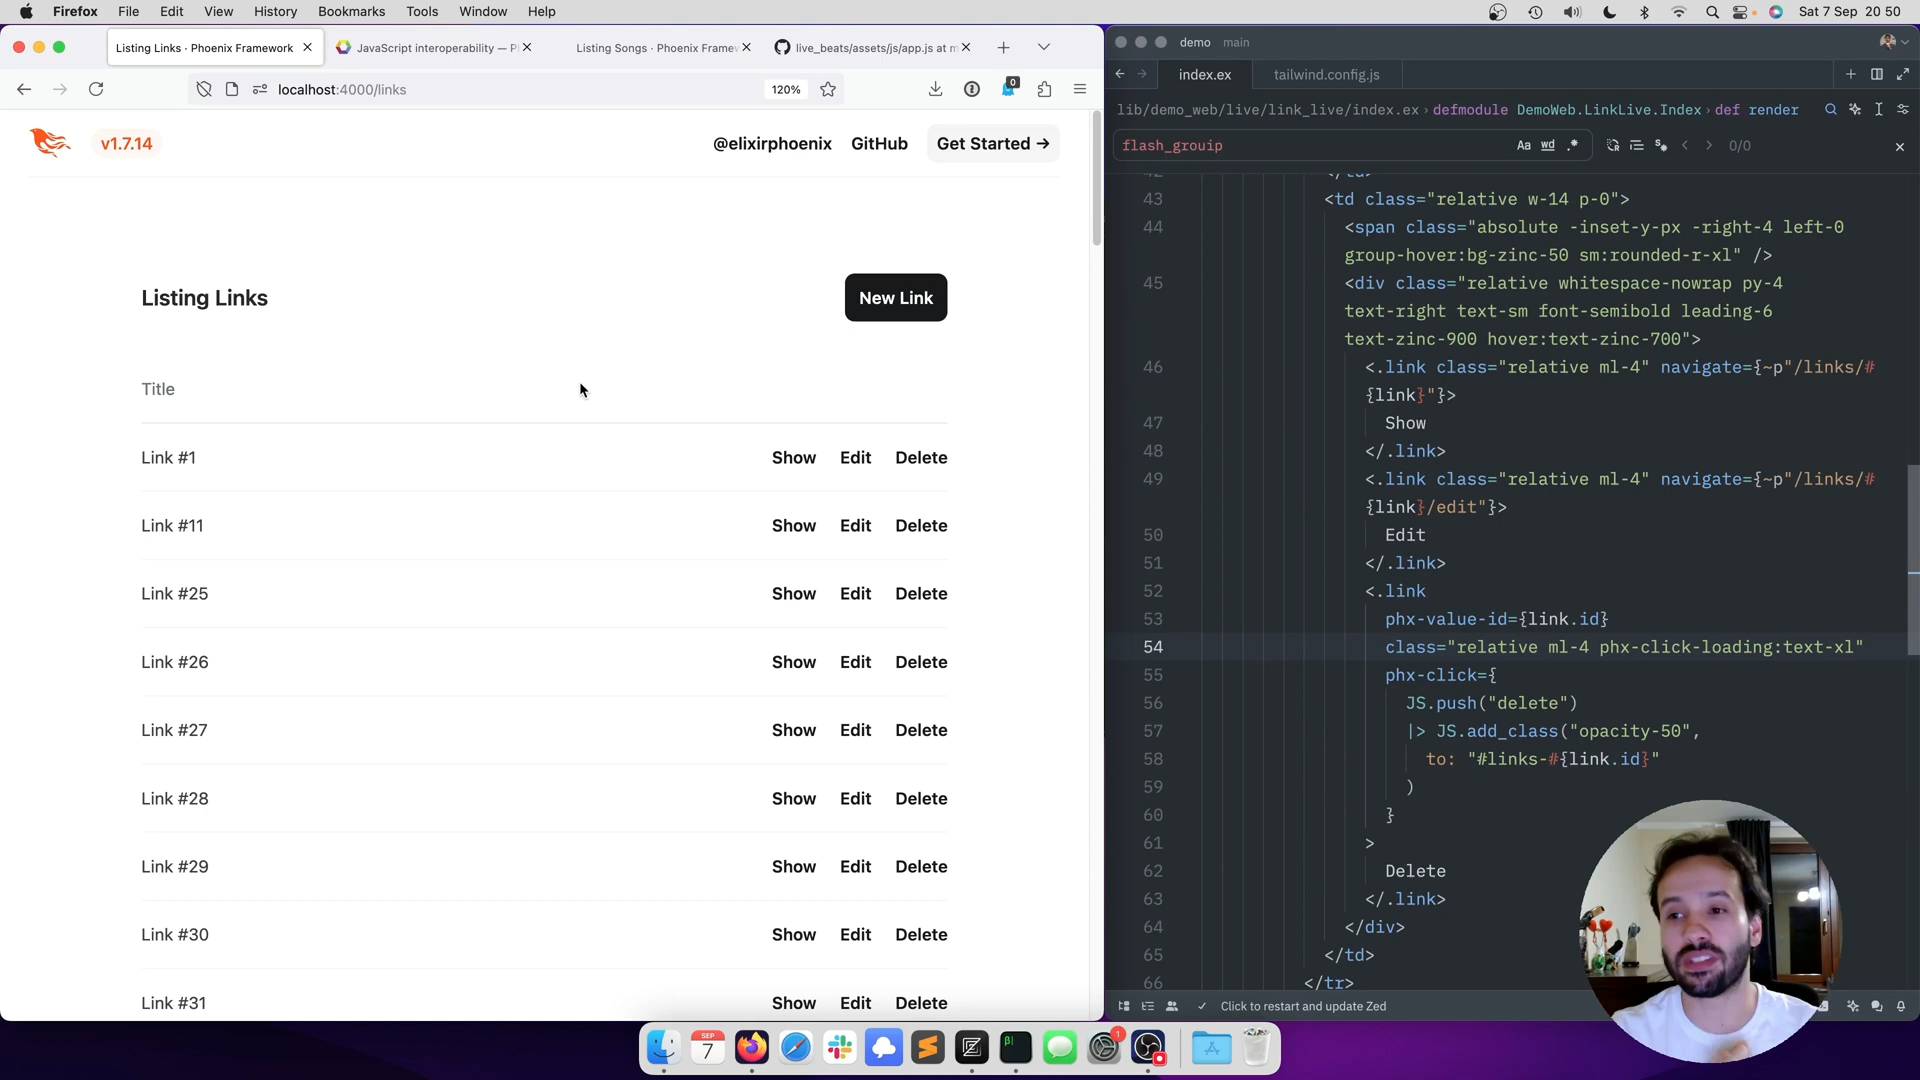 Firefox File Edit View History Bookmarks Tools Window Help Sat 7 Sep 20 50
Listing Links · Phoenix Framework
JavaScript interoperability — P
Listing Songs · Phoenix Framew
live_beats/assets/js/app.js at m
localhost:4000/links 120% 0
v1.7.14 @elixirphoenix GitHub Get Started →
Listing Links New Link
Title
Link #1 Show Edit Delete
Link #11 Show Edit Delete
Link #25 Show Edit Delete
Link #26 Show Edit Delete
Link #27 Show Edit Delete
Link #28 Show Edit Delete
Link #29 Show Edit Delete
Link #30 Show Edit Delete
Link #31 Show Edit Delete
demo main
index.ex tailwind.config.js
lib/demo_web/live/link_live/index.ex › defmodule DemoWeb.LinkLive.Index › def render
flash_grouip Aa wd .* 0/0
42 </td>
43 <td class="relative w-14 p-0">
44 <span class="absolute -inset-y-px -right-4 left-0
group-hover:bg-zinc-50 sm:rounded-r-xl" />
45 <div class="relative whitespace-nowrap py-4
text-right text-sm font-semibold leading-6
text-zinc-900 hover:text-zinc-700">
46 <.link class="relative ml-4" navigate={~p"/links/#
{link}"}>
47 Show
48 </.link>
49 <.link class="relative ml-4" navigate={~p"/links/#
{link}/edit"}>
50 Edit
51 </.link>
52 <.link
53 phx-value-id={link.id}
54 class="relative ml-4 phx-click-loading:text-xl"
55 phx-click={
56 JS.push("delete")
57 |> JS.add_class("opacity-50",
58 to: "#links-#{link.id}"
59 )
60 }
61 >
62 Delete
63 </.link>
64 </div>
65 </td>
66 </tr>
Click to restart and update Zed
SEP
7
1